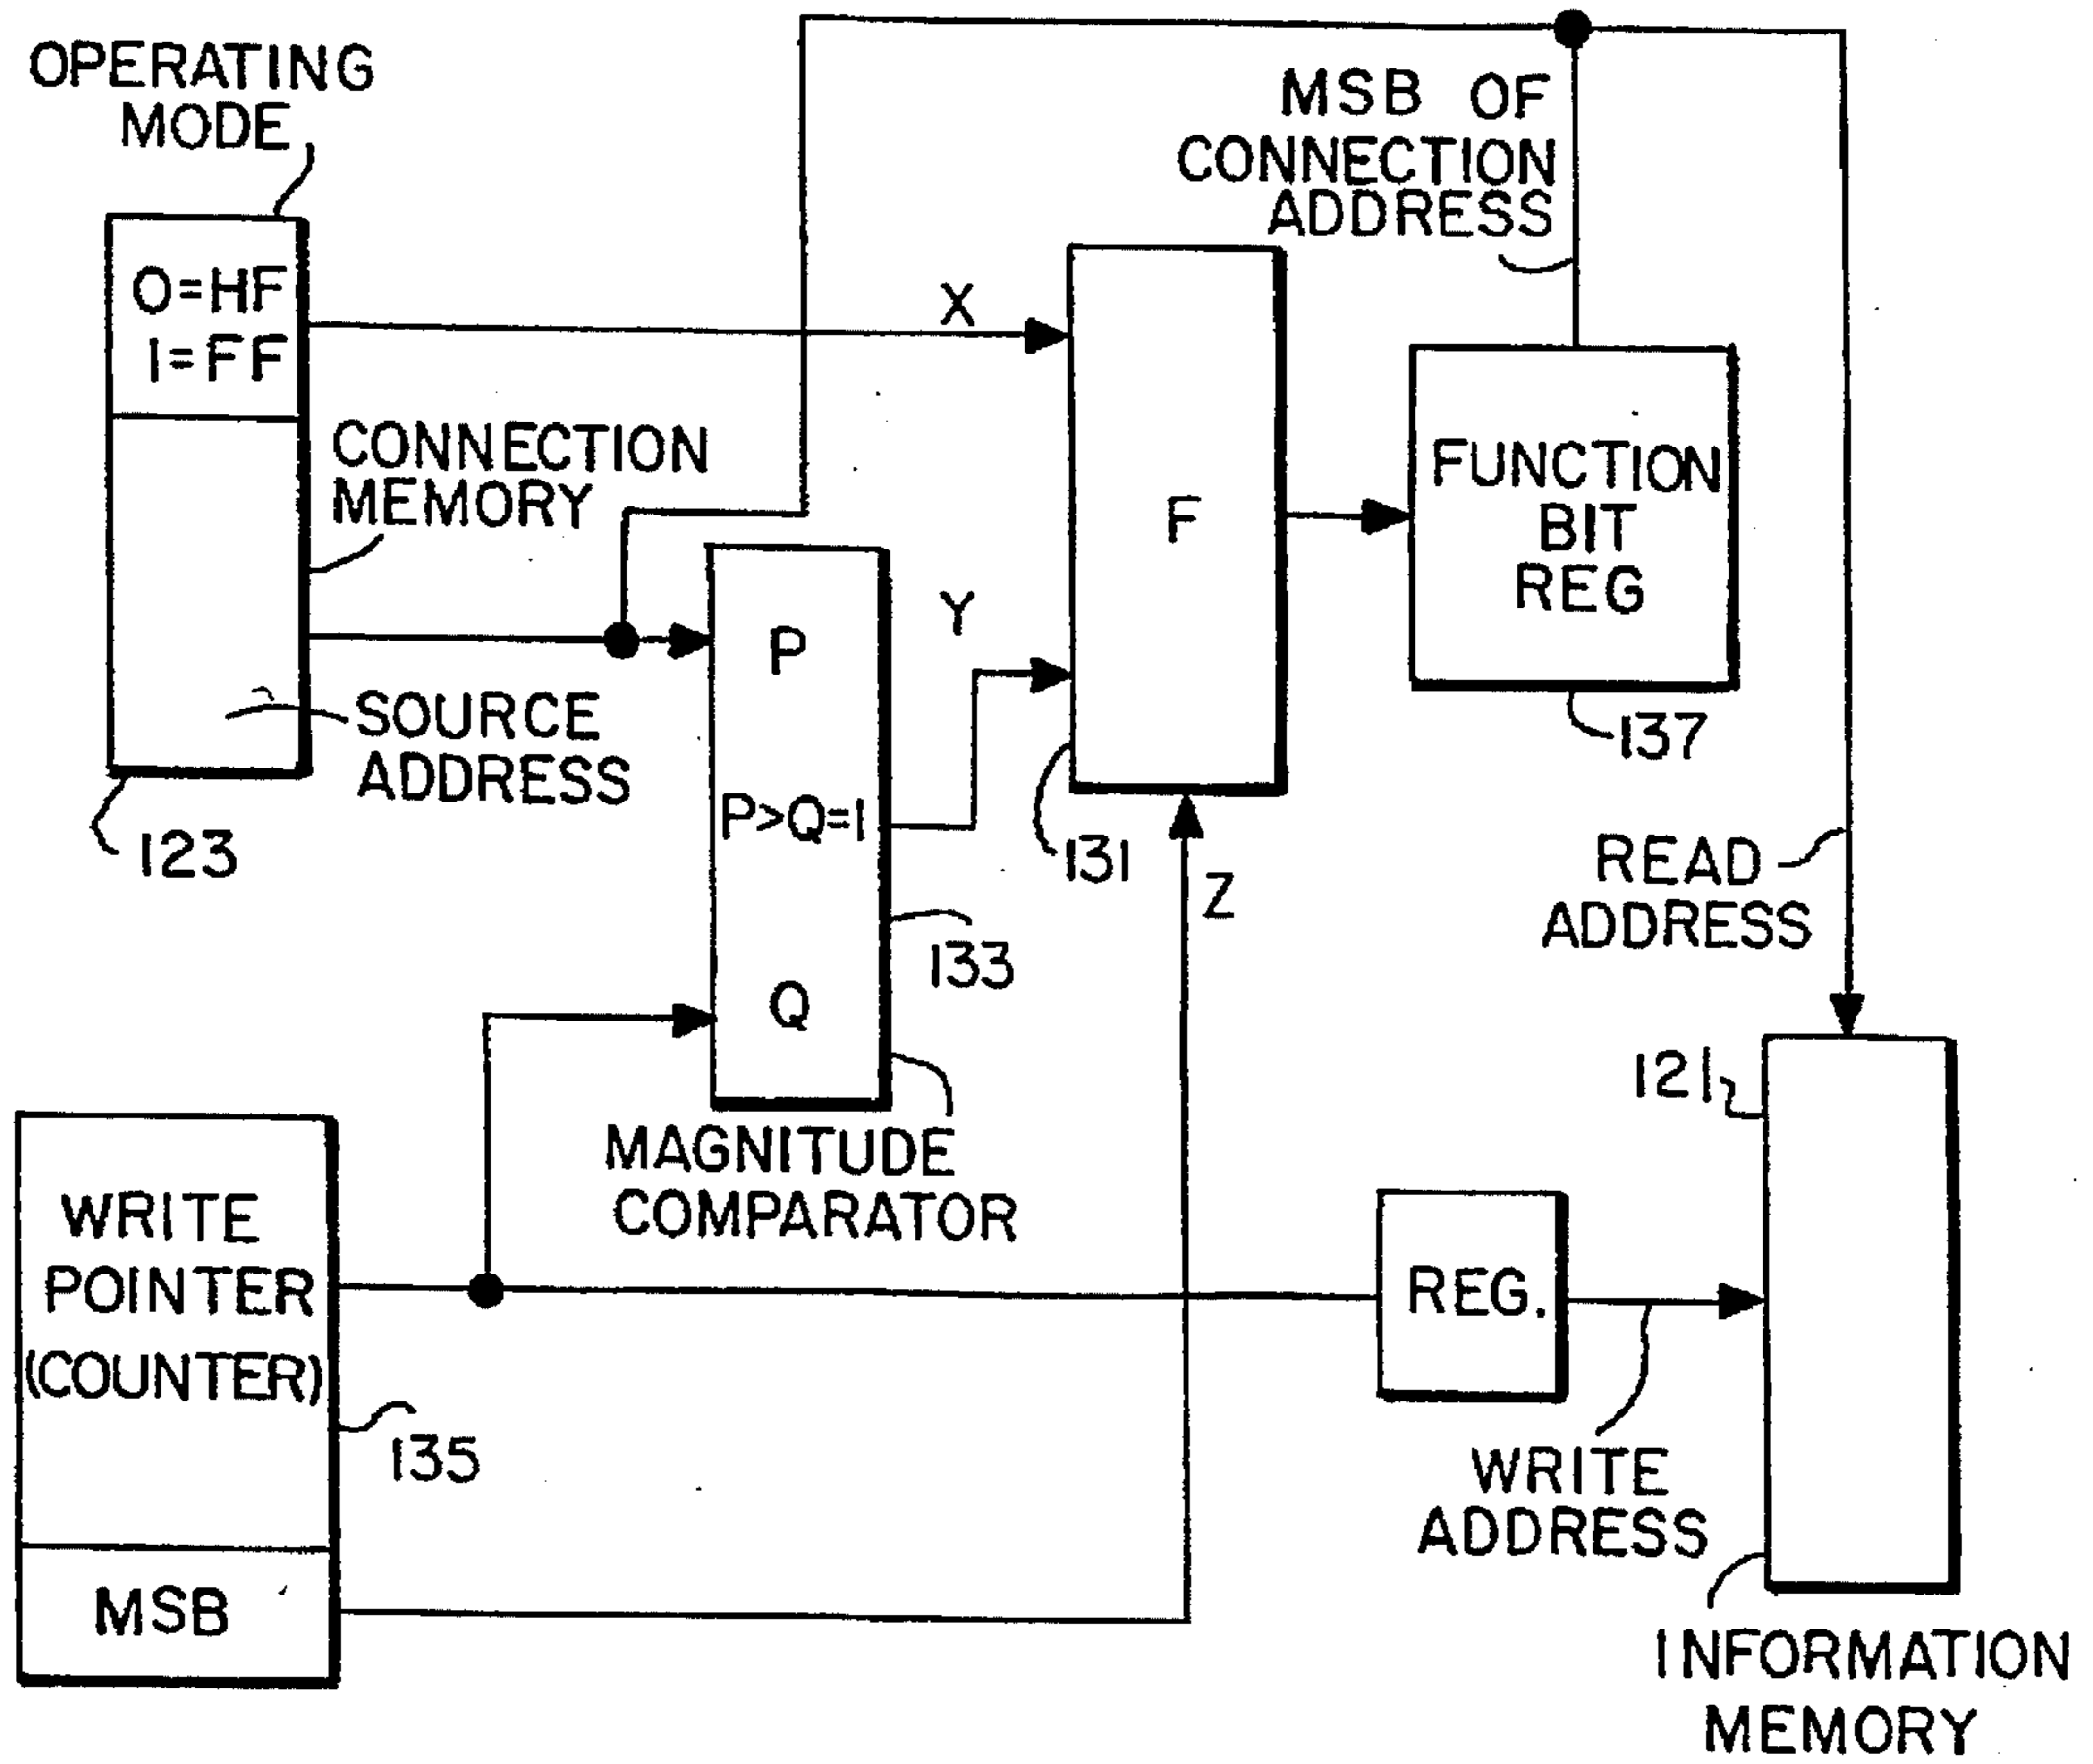 OPERATING
MODE
0=HF
1=FF
CONNECTION
MEMORY
SOURCE
ADDRESS
123
X
Y
Z
P
P>Q=1
Q
133
MAGNITUDE
COMPARATOR
F
131
MSB OF
CONNECTION
ADDRESS
FUNCTION
BIT
REG
137
READ
ADDRESS
121
WRITE
POINTER
(COUNTER)
135
MSB
REG.
WRITE
ADDRESS
INFORMATION
MEMORY